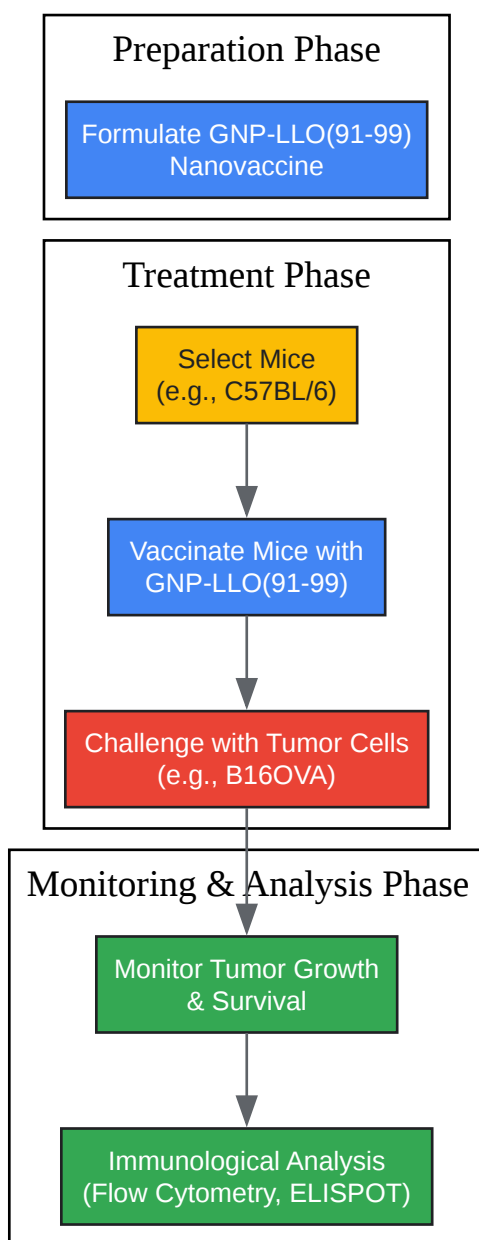 Preparation Phase
Formulate GNP-LLO(91-99)
Nanovaccine
Treatment Phase
Select Mice
(e.g., C57BL/6)
Vaccinate Mice with
GNP-LLO(91-99)
Challenge with Tumor Cells
(e.g., B16OVA)
Monitoring & Analysis Phase
Monitor Tumor Growth
& Survival
Immunological Analysis
(Flow Cytometry, ELISPOT)